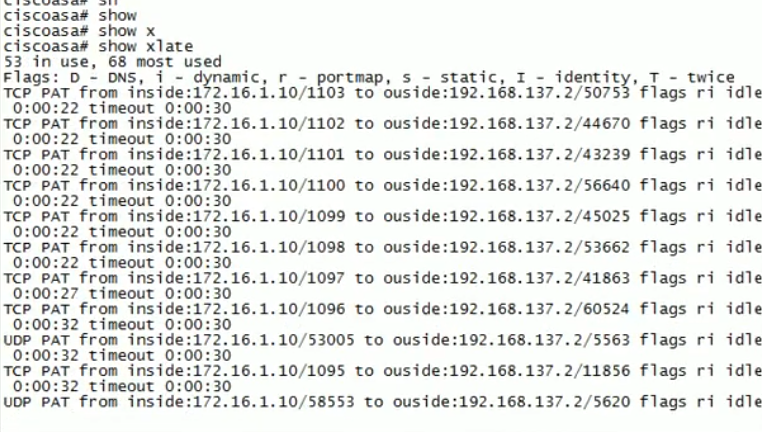 ciscoasa# sh
ciscoasa# show
ciscoasa# show x
ciscoasa# show xlate
53 in use, 68 most used
Flags: D - DNS, i - dynamic, r - portmap, s - static, I - identity, T - twice
TCP PAT from inside:172.16.1.10/1103 to ouside:192.168.137.2/50753 flags ri idle
0:00:22 timeout 0:00:30
TCP PAT from inside:172.16.1.10/1102 to ouside:192.168.137.2/44670 flags ri idle
0:00:22 timeout 0:00:30
TCP PAT from inside:172.16.1.10/1101 to ouside:192.168.137.2/43239 flags ri idle
0:00:22 timeout 0:00:30
TCP PAT from inside:172.16.1.10/1100 to ouside:192.168.137.2/56640 flags ri idle
0:00:22 timeout 0:00:30
TCP PAT from inside:172.16.1.10/1099 to ouside:192.168.137.2/45025 flags ri idle
0:00:22 timeout 0:00:30
TCP PAT from inside:172.16.1.10/1098 to ouside:192.168.137.2/53662 flags ri idle
0:00:22 timeout 0:00:30
TCP PAT from inside:172.16.1.10/1097 to ouside:192.168.137.2/41863 flags ri idle
0:00:27 timeout 0:00:30
TCP PAT from inside:172.16.1.10/1096 to ouside:192.168.137.2/60524 flags ri idle
0:00:32 timeout 0:00:30
UDP PAT from inside:172.16.1.10/53005 to ouside:192.168.137.2/5563 flags ri idle
0:00:32 timeout 0:00:30
TCP PAT from inside:172.16.1.10/1095 to ouside:192.168.137.2/11856 flags ri idle
0:00:32 timeout 0:00:30
UDP PAT from inside:172.16.1.10/58553 to ouside:192.168.137.2/5620 flags ri idle